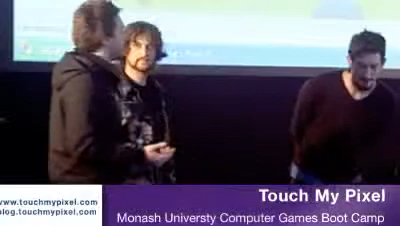 Touch My Pixel
www.touchmypixel.com
blog.touchmypixel.com
Monash Universty Computer Games Boot Camp